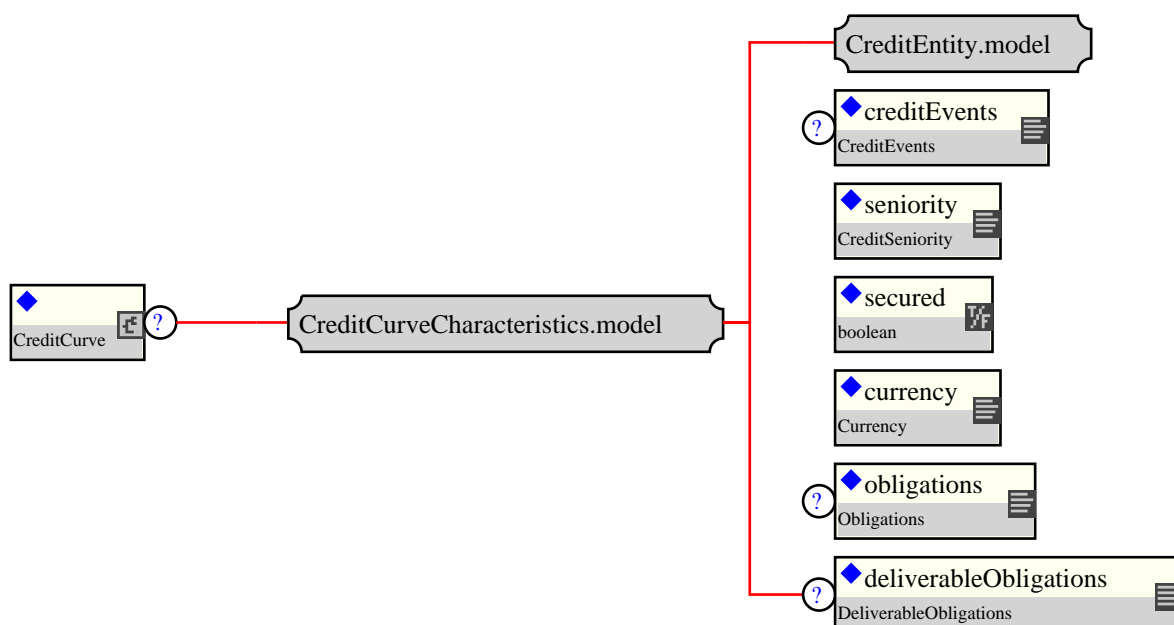 CreditEntity.model
?
creditEvents
CreditEvents
seniority
CreditSeniority
secured
T/F
boolean
CreditCurve
?
CreditCurveCharacteristics.model
currency
Currency
?
obligations
Obligations
?
deliverableObligations
DeliverableObligations